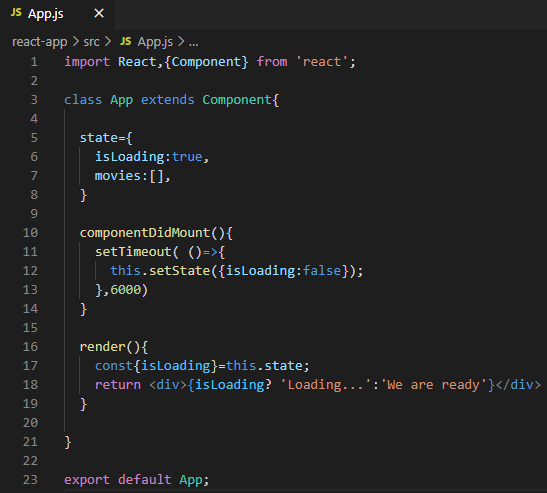 JS App.js ×
react-app > src > JS App.js > ...
1 import React,{Component} from 'react';
2
3 class App extends Component{
4
5   state={
6     isLoading:true,
7     movies:[],
8   }
9
10   componentDidMount(){
11     setTimeout( ()=>{
12       this.setState({isLoading:false});
13     },6000)
14   }
15
16   render(){
17     const{isLoading}=this.state;
18     return <div>{isLoading? 'Loading...':'We are ready'}</div>
19   }
20
21 }
22
23 export default App;